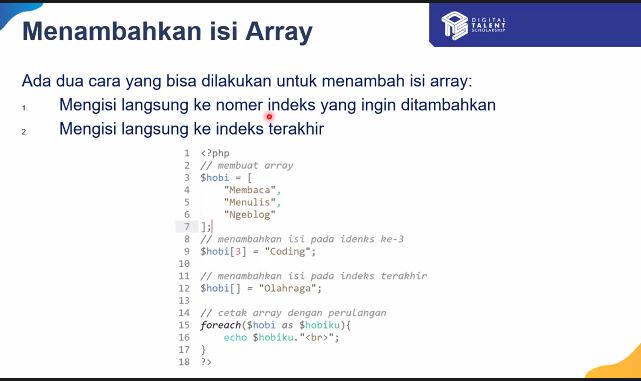 Menambahkan isi Array
DIGITAL
TALENT
SCHOLARSHIP
Ada dua cara yang bisa dilakukan untuk menambah isi array:
1. Mengisi langsung ke nomer indeks yang ingin ditambahkan
2. Mengisi langsung ke indeks terakhir
1 <?php
2 // membuat array
3 $hobi = [
4 "Membaca",
5 "Menulis",
6 "Ngeblog"
7 ];
8 // menambahkan isi pada idenks ke-3
9 $hobi[3] = "Coding";
10
11 // menambahkan isi pada indeks terakhir
12 $hobi[] = "Olahraga";
13
14 // cetak array dengan perulangan
15 foreach($hobi as $hobiku){
16 echo $hobiku."<br>";
17 }
18 ?>